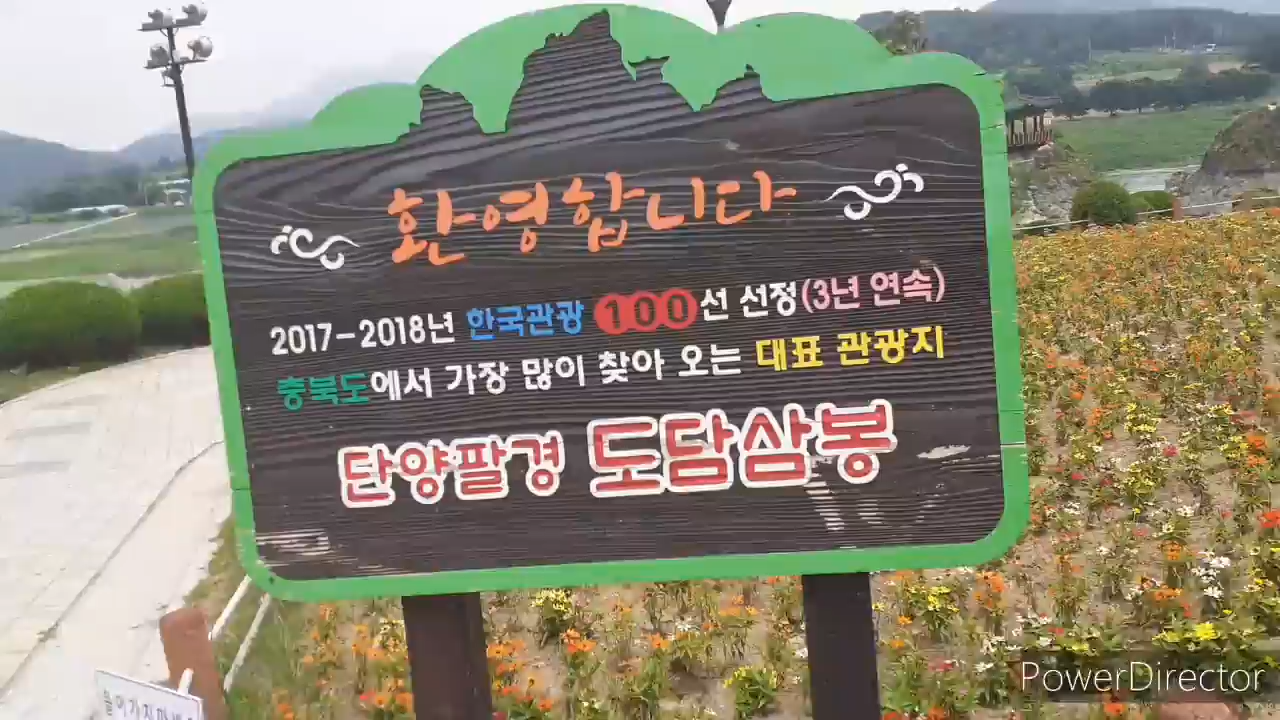 환영합니다
2017-2018년 한국관광 100선 선정(3년 연속)
충북도에서 가장 많이 찾아 오는 대표 관광지
단양팔경 도담삼봉
PowerDirector